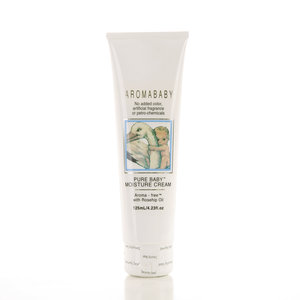 AROMABABY
No added color,
artificial fragrance
or petro-chemicals
PURE BABY™
MOISTURE CREAM
Aroma - free™
with Rosehip Oil
125mL/4.23fl.oz